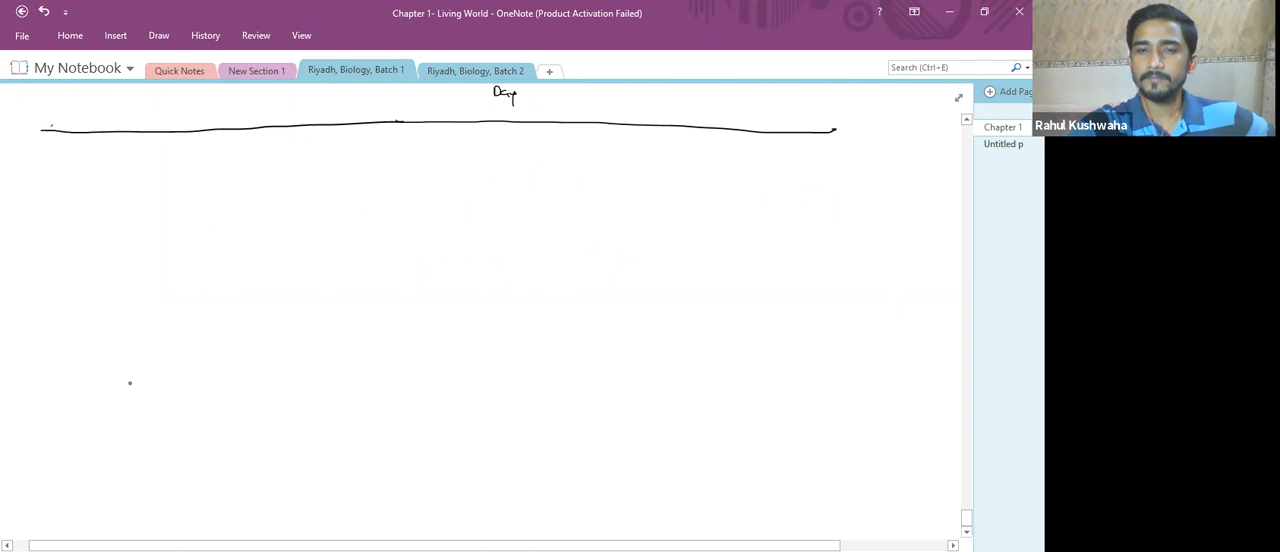 Chapter 1- Living World - OneNote (Product Activation Failed)
?
File Home Insert Draw History Review View
My Notebook Quick Notes New Section 1 Riyadh, Biology, Batch 1 Riyadh, Biology, Batch 2 +
Search (Ctrl+E)
Add Pag
Day
Chapter 1
Untitled p
Rahul Kushwaha